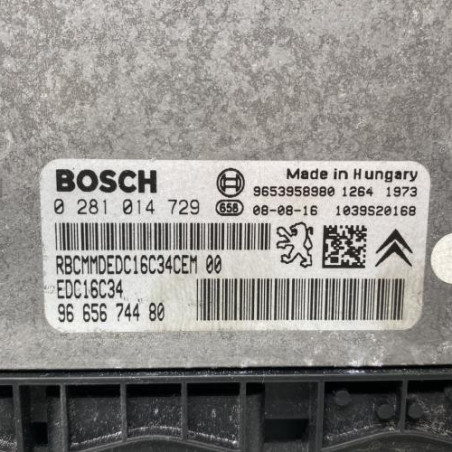 BOSCH
Made in Hungary
9653958980 1264 1973
0 281 014 729 658 08-08-16 1039S20168
RBCMMDEDC16C34CEM 00
EDC16C34
96 656 744 80